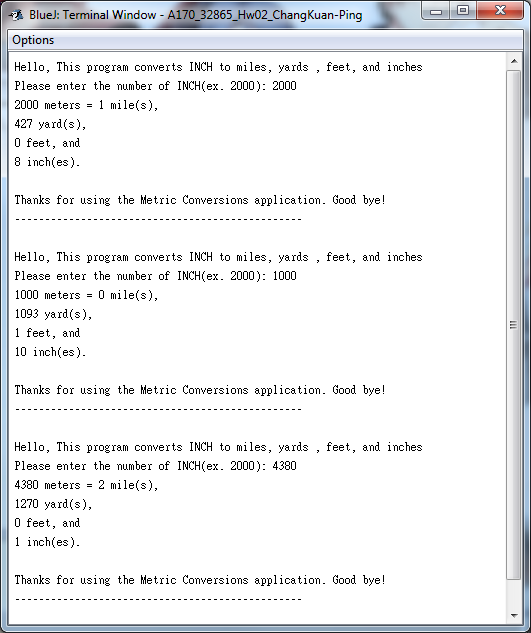 BlueJ: Terminal Window - A170_32865_Hw02_ChangKuan-Ping
Options
Hello, This program converts INCH to miles, yards , feet, and inches
Please enter the number of INCH(ex. 2000): 2000
2000 meters = 1 mile(s),
427 yard(s),
0 feet, and
8 inch(es).
Thanks for using the Metric Conversions application. Good bye!
------------------------------------------------
Hello, This program converts INCH to miles, yards , feet, and inches
Please enter the number of INCH(ex. 2000): 1000
1000 meters = 0 mile(s),
1093 yard(s),
1 feet, and
10 inch(es).
Thanks for using the Metric Conversions application. Good bye!
------------------------------------------------
Hello, This program converts INCH to miles, yards , feet, and inches
Please enter the number of INCH(ex. 2000): 4380
4380 meters = 2 mile(s),
1270 yard(s),
0 feet, and
1 inch(es).
Thanks for using the Metric Conversions application. Good bye!
------------------------------------------------